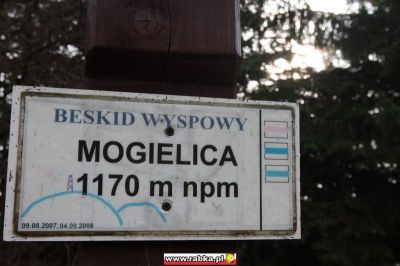 BESKID WYSPOWY
MOGIELICA
1170 m npm
09.08.2007, 04.09.2008
www.rabka.pl